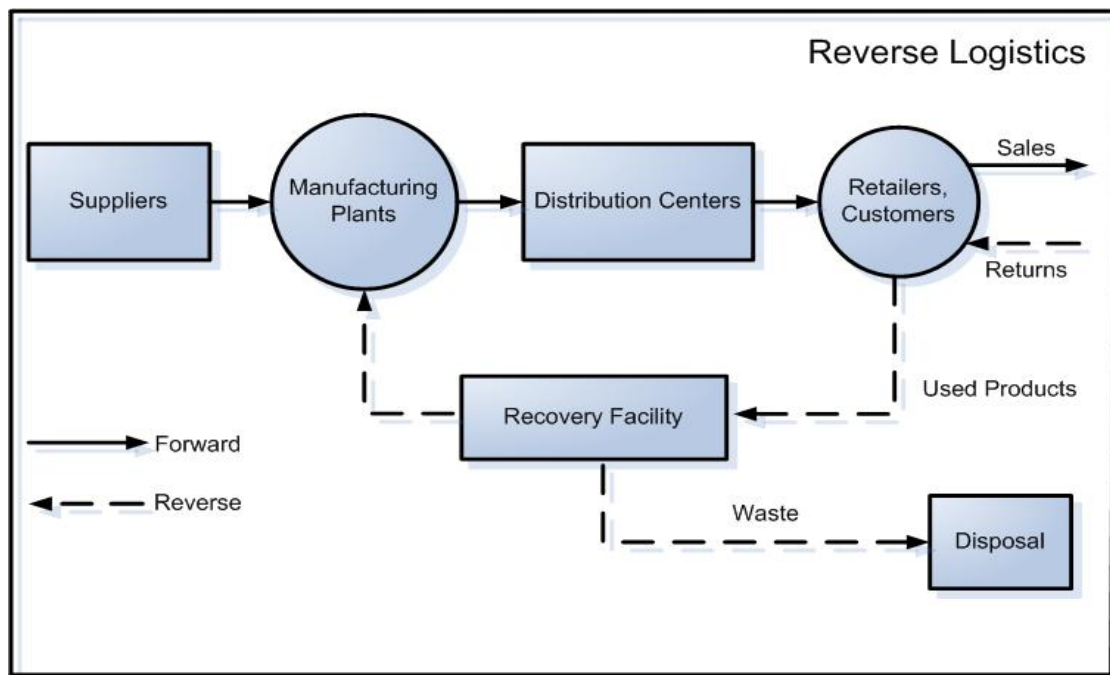 Reverse Logistics
Suppliers
Manufacturing
Plants
Distribution Centers
Retailers,
Customers
Sales
Returns
Used Products
Recovery Facility
Forward
Reverse
Waste
Disposal